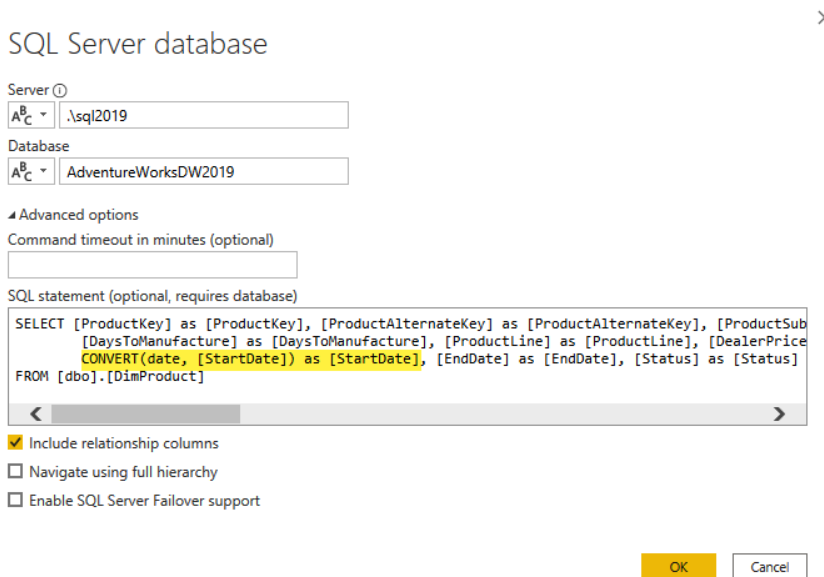 SQL Server database
Server
ABC
.\sql2019
Database
ABC
AdventureWorksDW2019
Advanced options
Command timeout in minutes (optional)
SQL statement (optional, requires database)
SELECT [ProductKey] as [ProductKey], [ProductAlternateKey] as [ProductAlternateKey], [ProductSub
[DaysToManufacture] as [DaysToManufacture], [ProductLine] as [ProductLine], [DealerPrice
CONVERT(date, [StartDate]) as [StartDate], [EndDate] as [EndDate], [Status] as [Status]
FROM [dbo].[DimProduct]
Include relationship columns
Navigate using full hierarchy
Enable SQL Server Failover support
OK Cancel